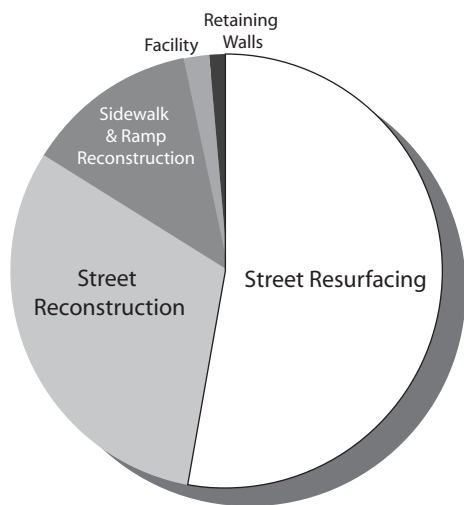 Retaining
Walls
Facility
Sidewalk
& Ramp
Reconstruction
Street
Reconstruction
Street Resurfacing